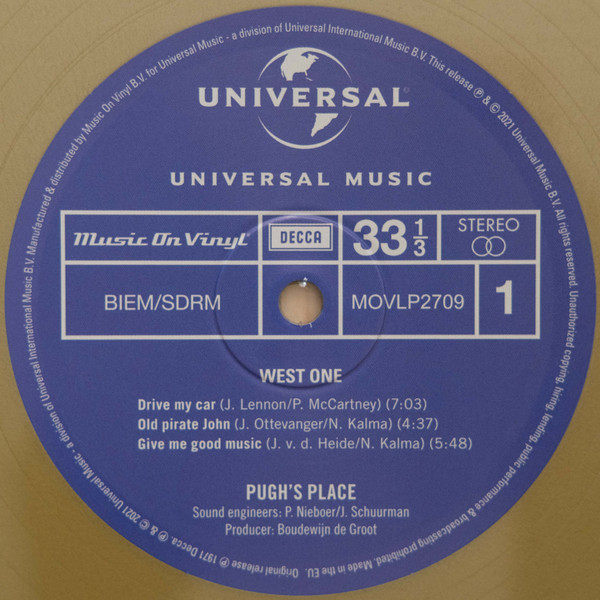 UNIVERSAL
UNIVERSAL MUSIC
Music On Vinyl
DECCA
33 1/3
STEREO
BIEM/SDRM
MOVLP2709
1
WEST ONE
Drive my car (J. Lennon/P. McCartney) (7:03)
Old pirate John (J. Ottevanger/N. Kalma) (4:37)
Give me good music (J. v. d. Heide/N. Kalma) (5:48)
PUGH'S PLACE
Sound engineers: P. Nieboer/J. Schuurman
Producer: Boudewijn de Groot
℗ 1971 Decca. ℗ & © 2021 Universal Music - a division of Universal International Music B.V. Manufactured & distributed by Music On Vinyl B.V. for Universal Music - a division of Universal International Music B.V. This release ℗ & © 2021 Universal International Music B.V. All rights reserved. Unauthorized copying, hiring, lending, public performance & broadcasting prohibited. Made in the EU. Original release